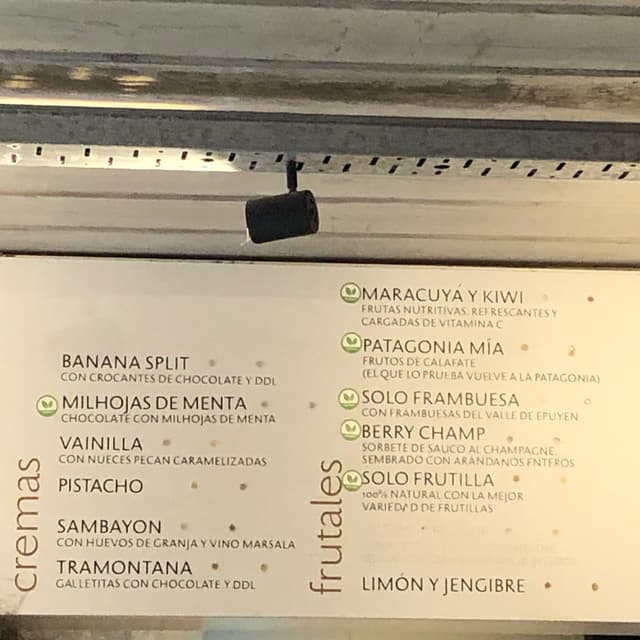 cremas
BANANA SPLIT
CON CROCANTES DE CHOCOLATE Y DDL
MILHOJAS DE MENTA
CHOCOLATE CON MILHOJAS DE MENTA
VAINILLA
CON NUECES PECAN CARAMELIZADAS
PISTACHO
SAMBAYON
CON HUEVOS DE GRANJA Y VINO MARSALA
TRAMONTANA
GALLETITAS CON CHOCOLATE Y DDL
frutales
MARACUYÁ Y KIWI
FRUTAS NUTRITIVAS, REFRESCANTES Y
CARGADAS DE VITAMINA C
PATAGONIA MÍA
FRUTOS DE CALAFATE
(EL QUE LO PRUEBA VUELVE A LA PATAGONIA)
SOLO FRAMBUESA
CON FRAMBUESAS DEL VALLE DE EPUYEN
BERRY CHAMP
SORBETE DE SAUCO AL CHAMPAGNE,
SEMBRADO CON ARÁNDANOS ENTEROS
SOLO FRUTILLA
100% NATURAL CON LA MEJOR
VARIEDAD DE FRUTILLAS
LIMÓN Y JENGIBRE